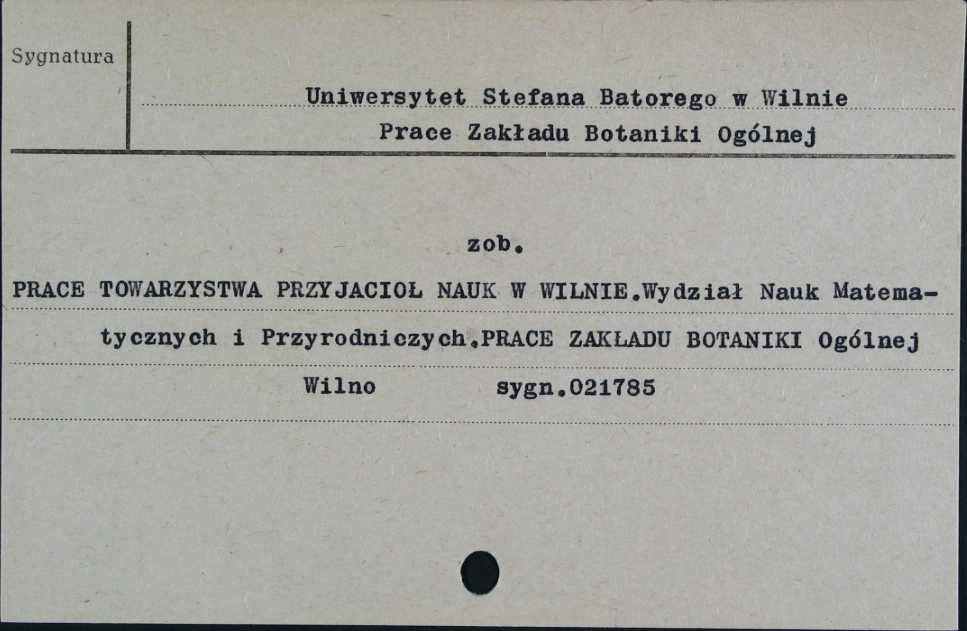 Sygnatura
Uniwersytet Stefana Batorego w Wilnie
Prace Zakładu Botaniki Ogólnej
zob.
PRACE TOWARZYSTWA PRZYJACIOŁ NAUK W WILNIE.Wydział Nauk Matema-
tycznych i Przyrodniczych.PRACE ZAKŁADU BOTANIKI Ogólnej
Wilno sygn.021785